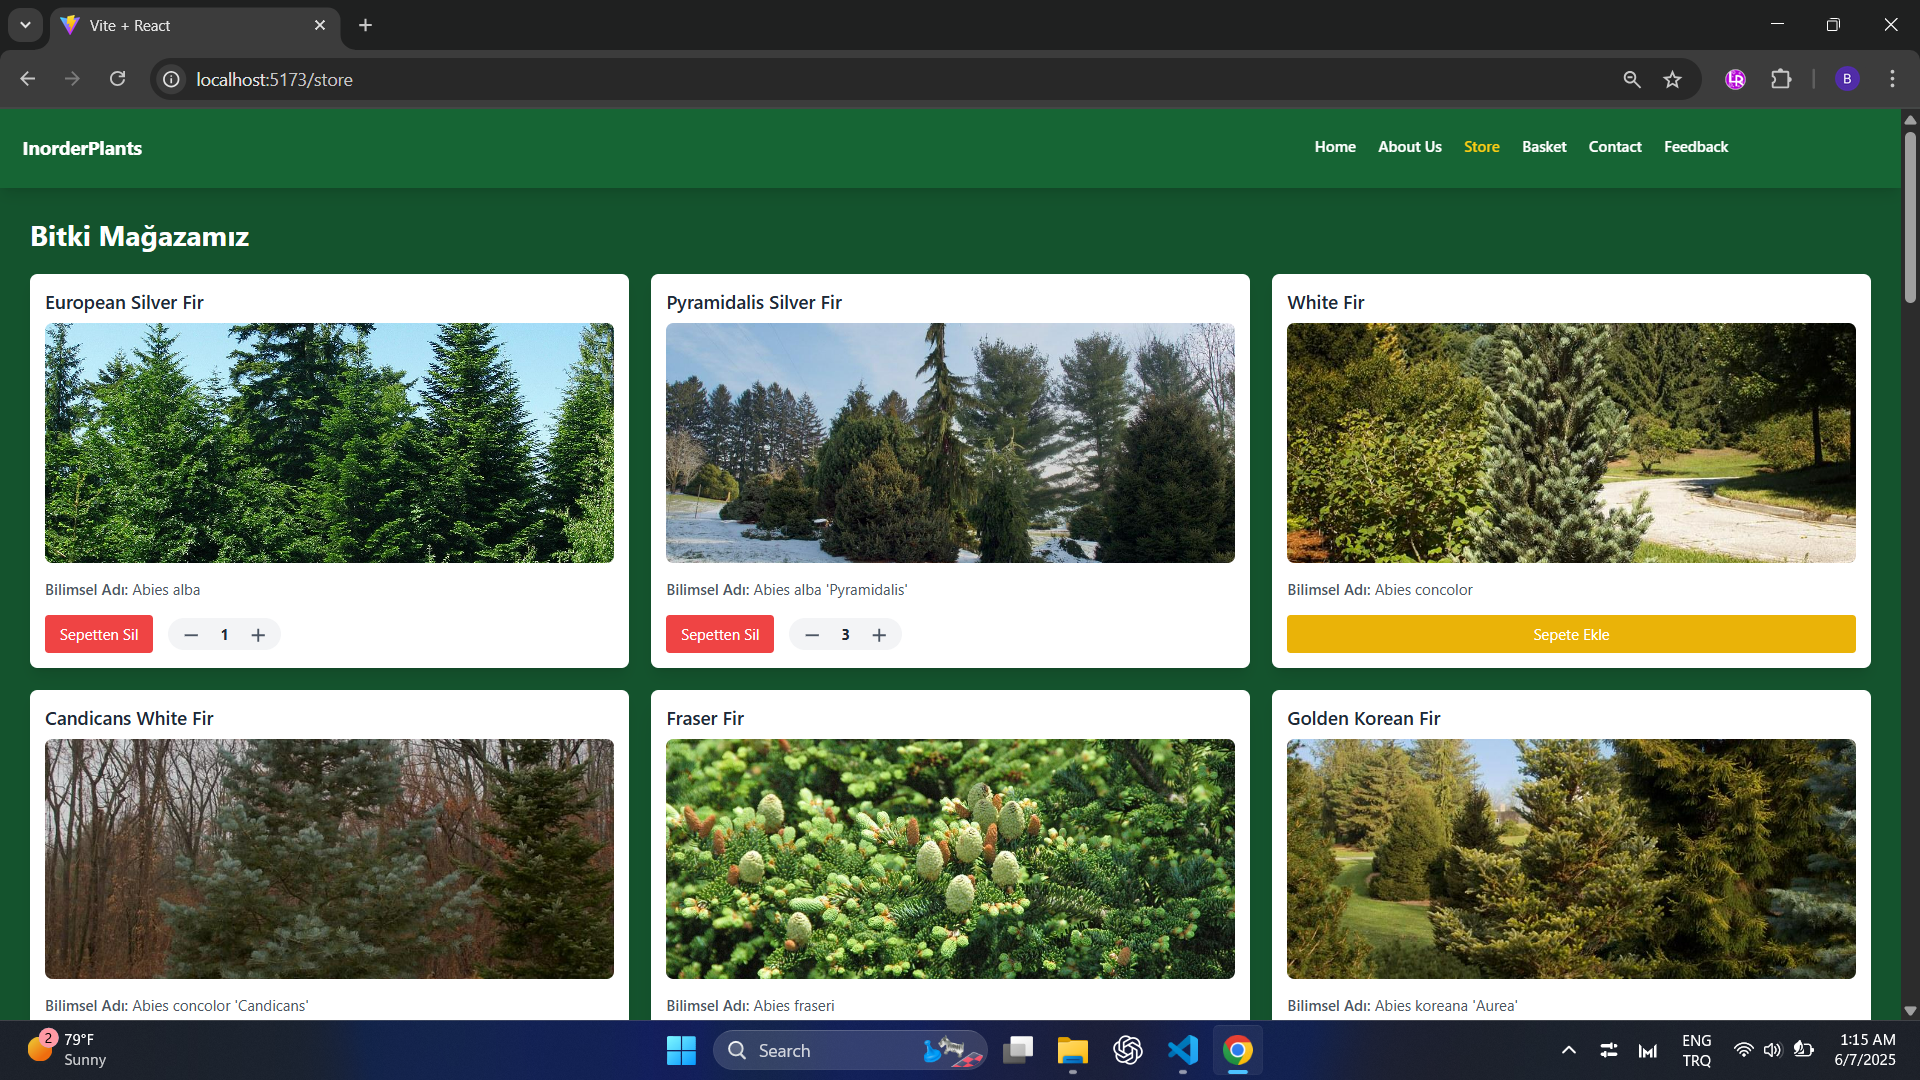 Vite + React
localhost:5173/store
B
InorderPlants
Home About Us Store Basket Contact Feedback
Bitki Mağazamız
European Silver Fir
Bilimsel Adı: Abies alba
Sepetten Sil 1
Pyramidalis Silver Fir
Bilimsel Adı: Abies alba 'Pyramidalis'
Sepetten Sil 3
White Fir
Bilimsel Adı: Abies concolor
Sepete Ekle
Candicans White Fir
Bilimsel Adı: Abies concolor 'Candicans'
Fraser Fir
Bilimsel Adı: Abies fraseri
Golden Korean Fir
Bilimsel Adı: Abies koreana 'Aurea'
2
79°F
Sunny
Search
ENG
TRQ
1:15 AM
6/7/2025